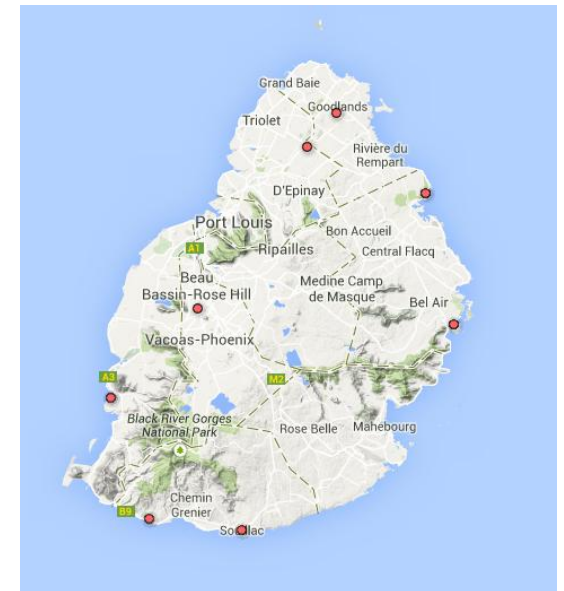 Grand Baie
Goodlands
Triolet
Rivière du
Rempart
D'Epinay
Port Louis
Bon Accueil
A1
Ripailles
Central Flacq
Beau
Bassin-Rose Hill
Medine Camp
de Masque
Bel Air
Vacoas-Phoenix
A3
M2
Black River Gorges
National Park
Rose Belle
Mahebourg
Chemin
Grenier
B9
Souillac